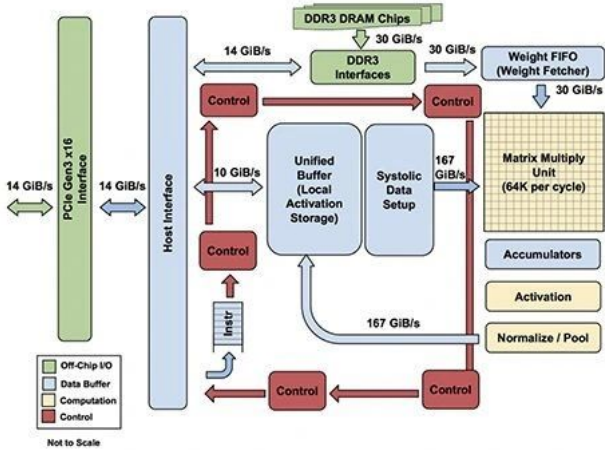 DDR3 DRAM Chips
14 GiB/s
30 GiB/s
30 GiB/s
DDR3
Interfaces
Weight FIFO
(Weight Fetcher)
Control
Control
30 GiB/s
PCIe Gen3 x16
Interface
Host Interface
14 GiB/s
14 GiB/s
10 GiB/s
Unified
Buffer
(Local
Activation
Storage)
Systolic
Data
Setup
167
GiB/s
Matrix Multiply
Unit
(64K per cycle)
Accumulators
Control
Activation
Instr
167 GiB/s
Normalize / Pool
Off-Chip I/O
Data Buffer
Computation
Control
Control
Control
Not to Scale